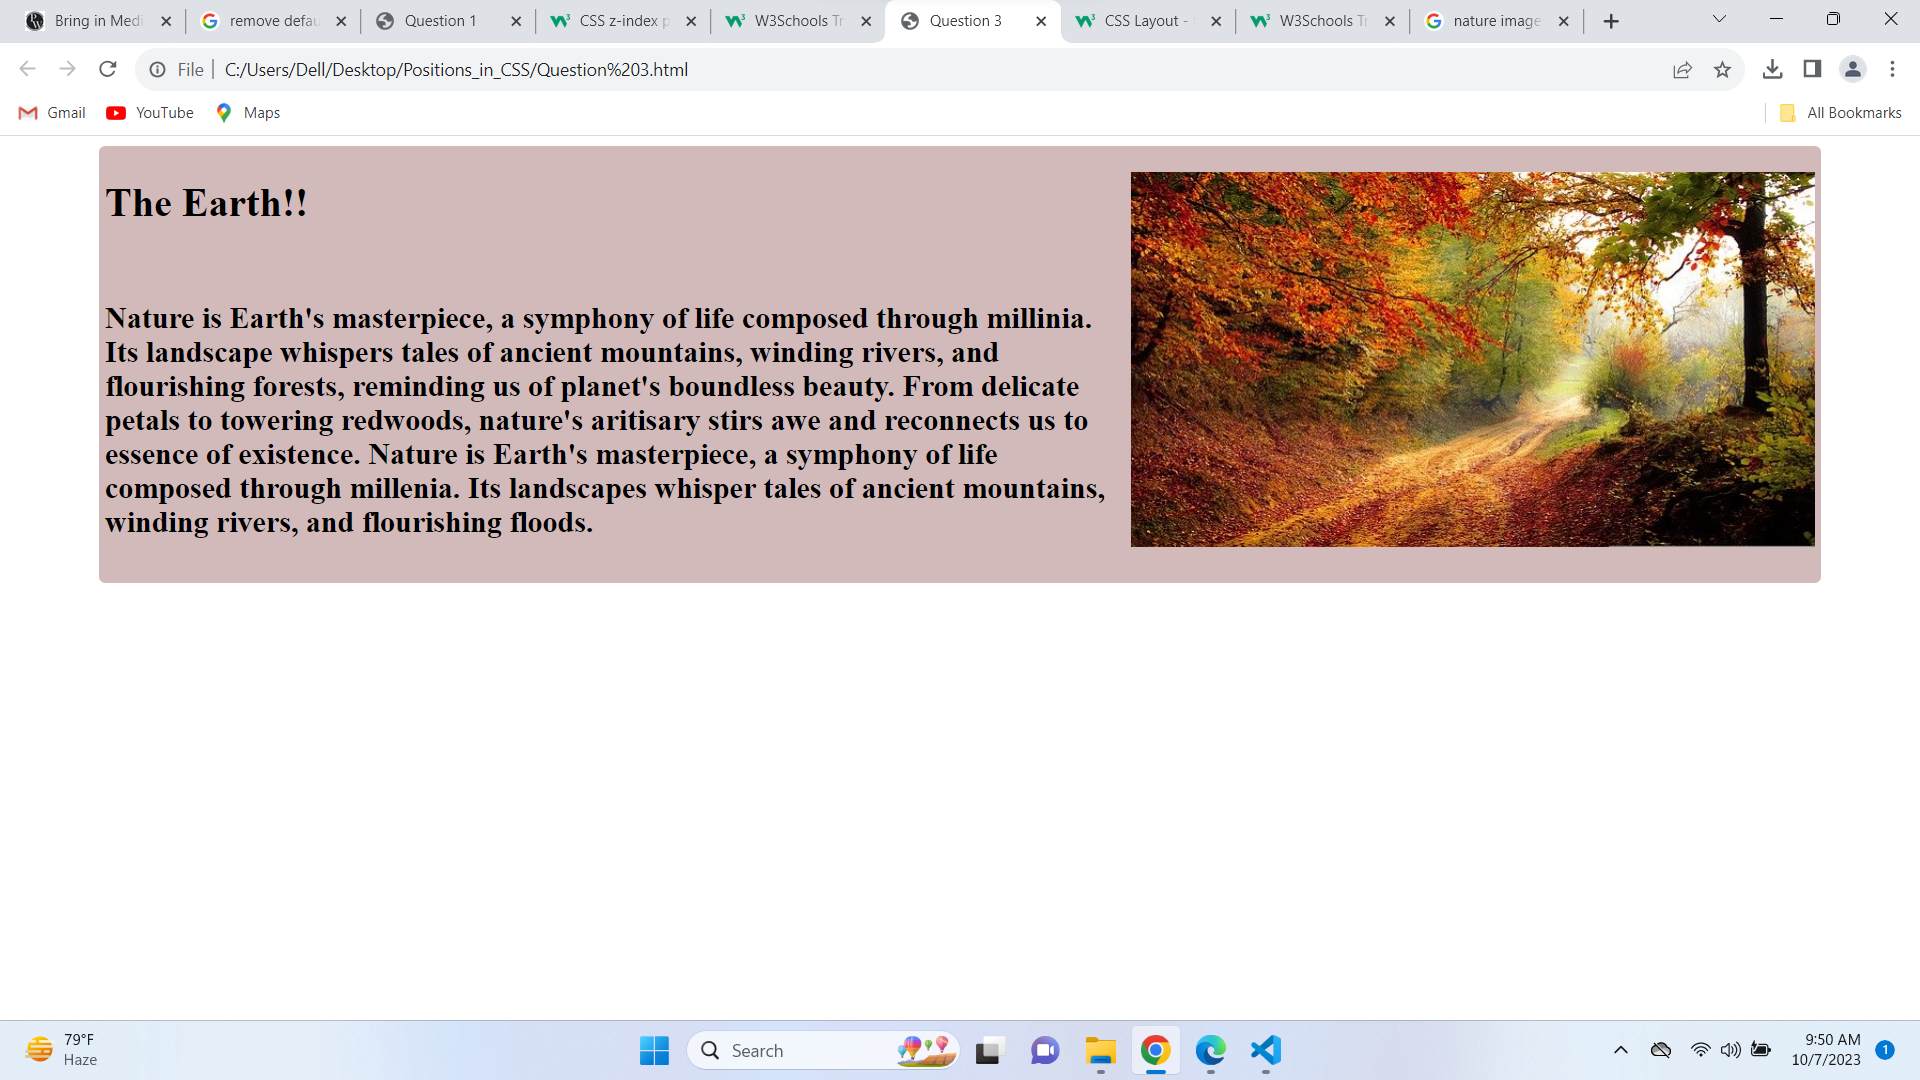 Bring in Medi
remove defau
Question 1
CSS z-index p
W3Schools Tr
Question 3
CSS Layout -
W3Schools Tr
nature image
File
C:/Users/Dell/Desktop/Positions_in_CSS/Question%203.html
Gmail
YouTube
Maps
All Bookmarks
The Earth!!
Nature is Earth's masterpiece, a symphony of life composed through millinia.
Its landscape whispers tales of ancient mountains, winding rivers, and
flourishing forests, reminding us of planet's boundless beauty. From delicate
petals to towering redwoods, nature's aritisary stirs awe and reconnects us to
essence of existence. Nature is Earth's masterpiece, a symphony of life
composed through millenia. Its landscapes whisper tales of ancient mountains,
winding rivers, and flourishing floods.
79°F
Haze
Search
9:50 AM
10/7/2023
1